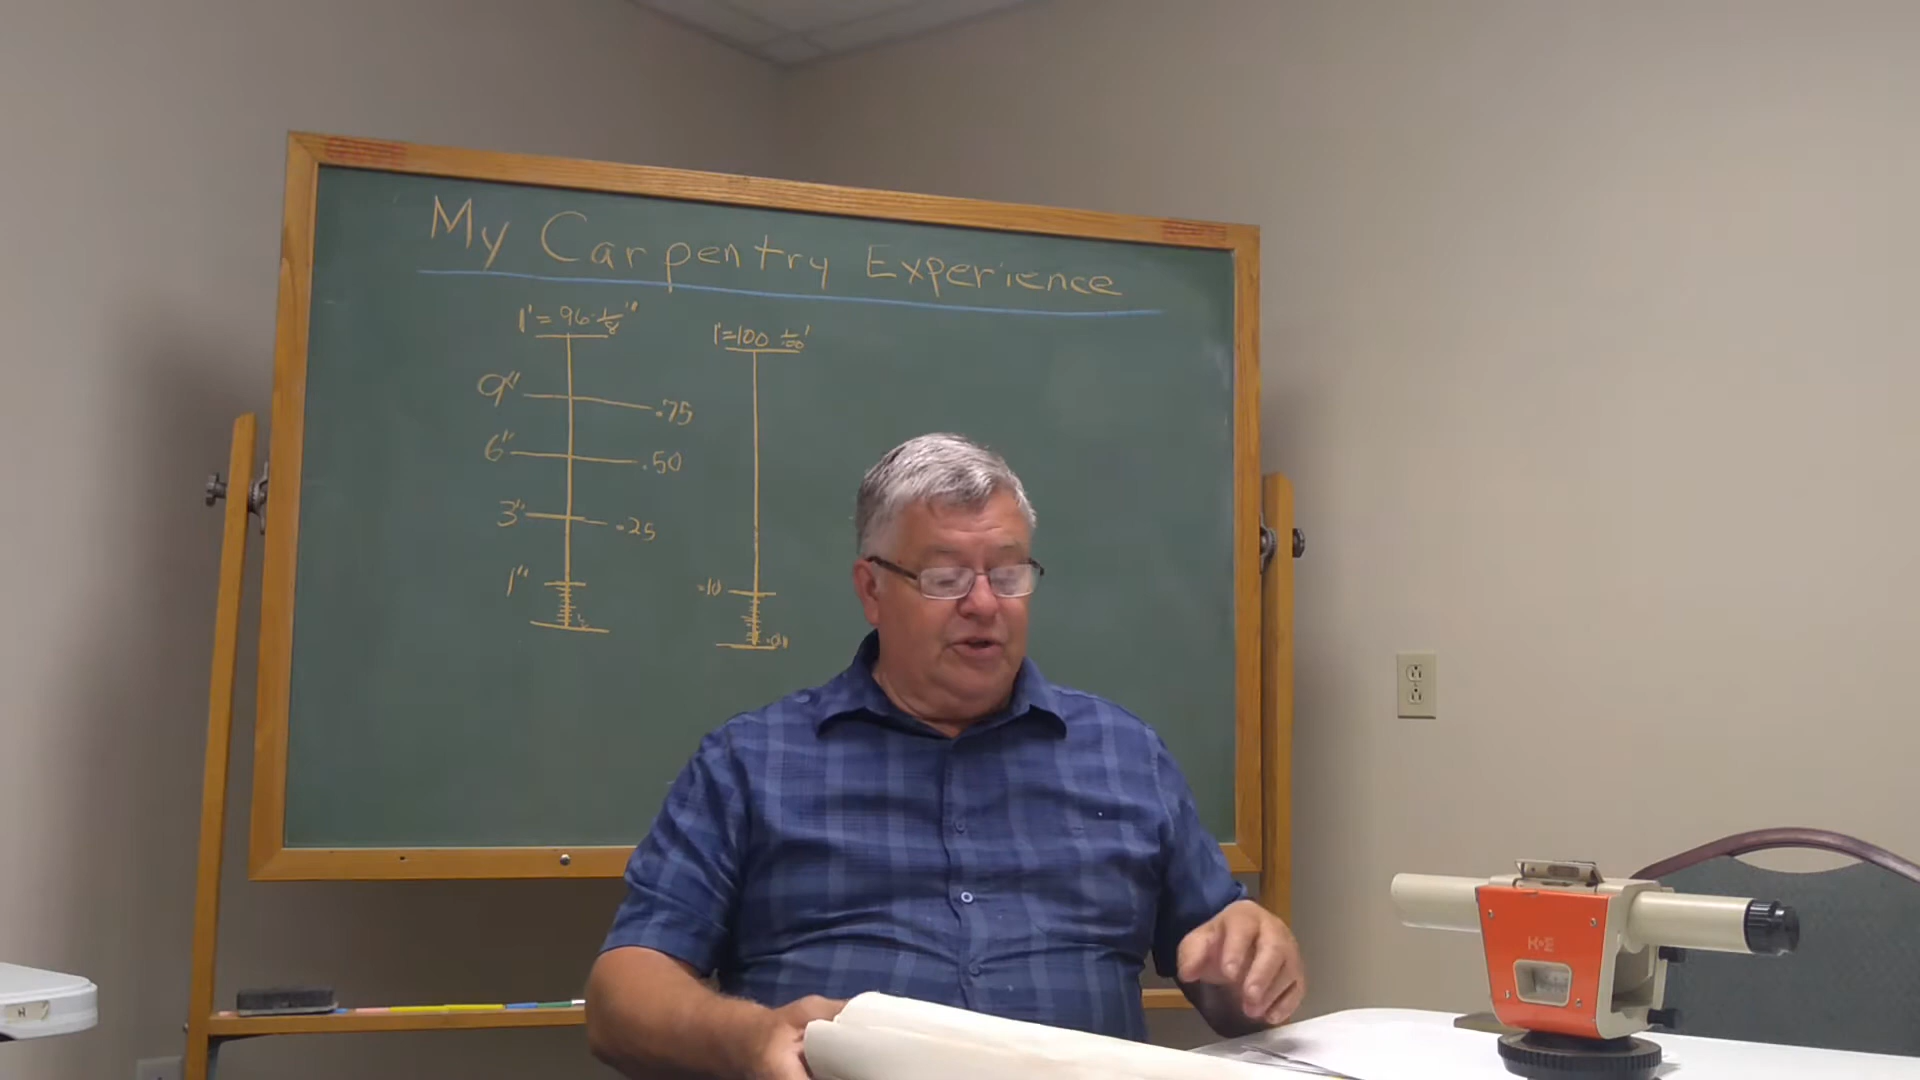 My Carpentry Experience
1' = 96 - 1/8"
1'=100 1/100'
9"
.75
6"
.50
3"
.25
1"
.10
.01
K+E
H